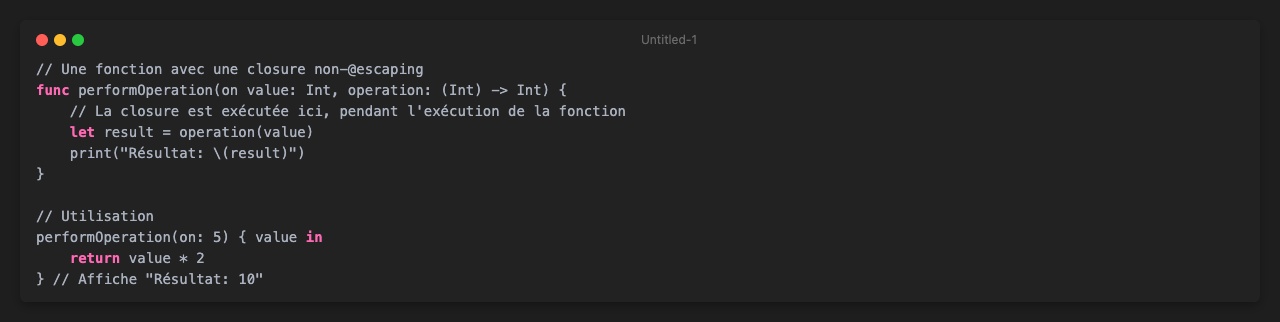 Untitled-1
// Une fonction avec une closure non-@escaping
func performOperation(on value: Int, operation: (Int) -> Int) {
    // La closure est exécutée ici, pendant l'exécution de la fonction
    let result = operation(value)
    print("Résultat: \(result)")
}

// Utilisation
performOperation(on: 5) { value in
    return value * 2
} // Affiche "Résultat: 10"